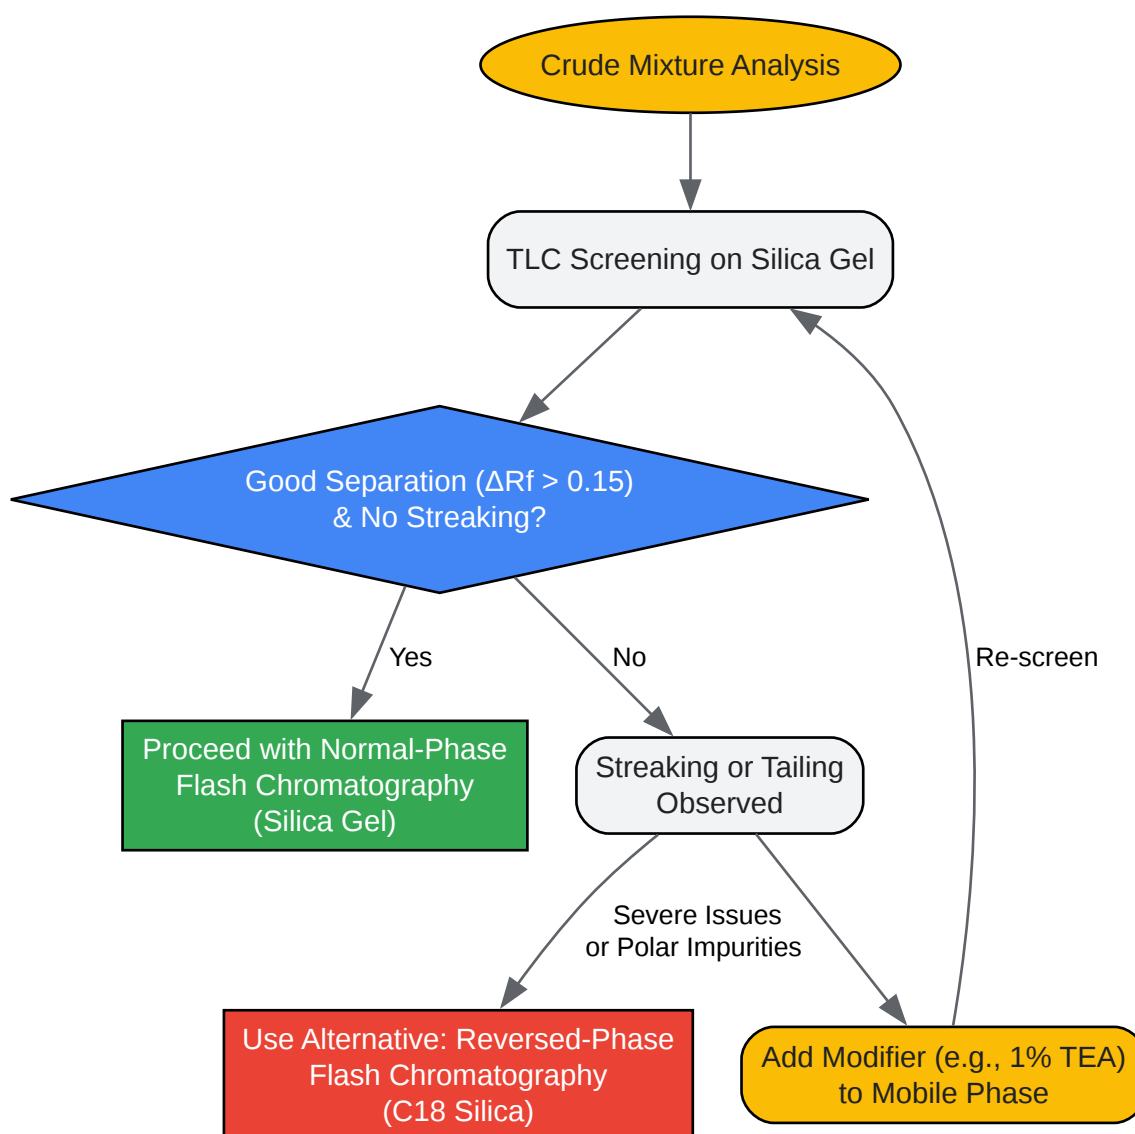 Crude Mixture Analysis
TLC Screening on Silica Gel
Good Separation (ΔRf > 0.15)
& No Streaking?
Yes
No
Re-screen
Proceed with Normal-Phase
Flash Chromatography
(Silica Gel)
Streaking or Tailing
Observed
Severe Issues
or Polar Impurities
Use Alternative: Reversed-Phase
Flash Chromatography
(C18 Silica)
Add Modifier (e.g., 1% TEA)
to Mobile Phase